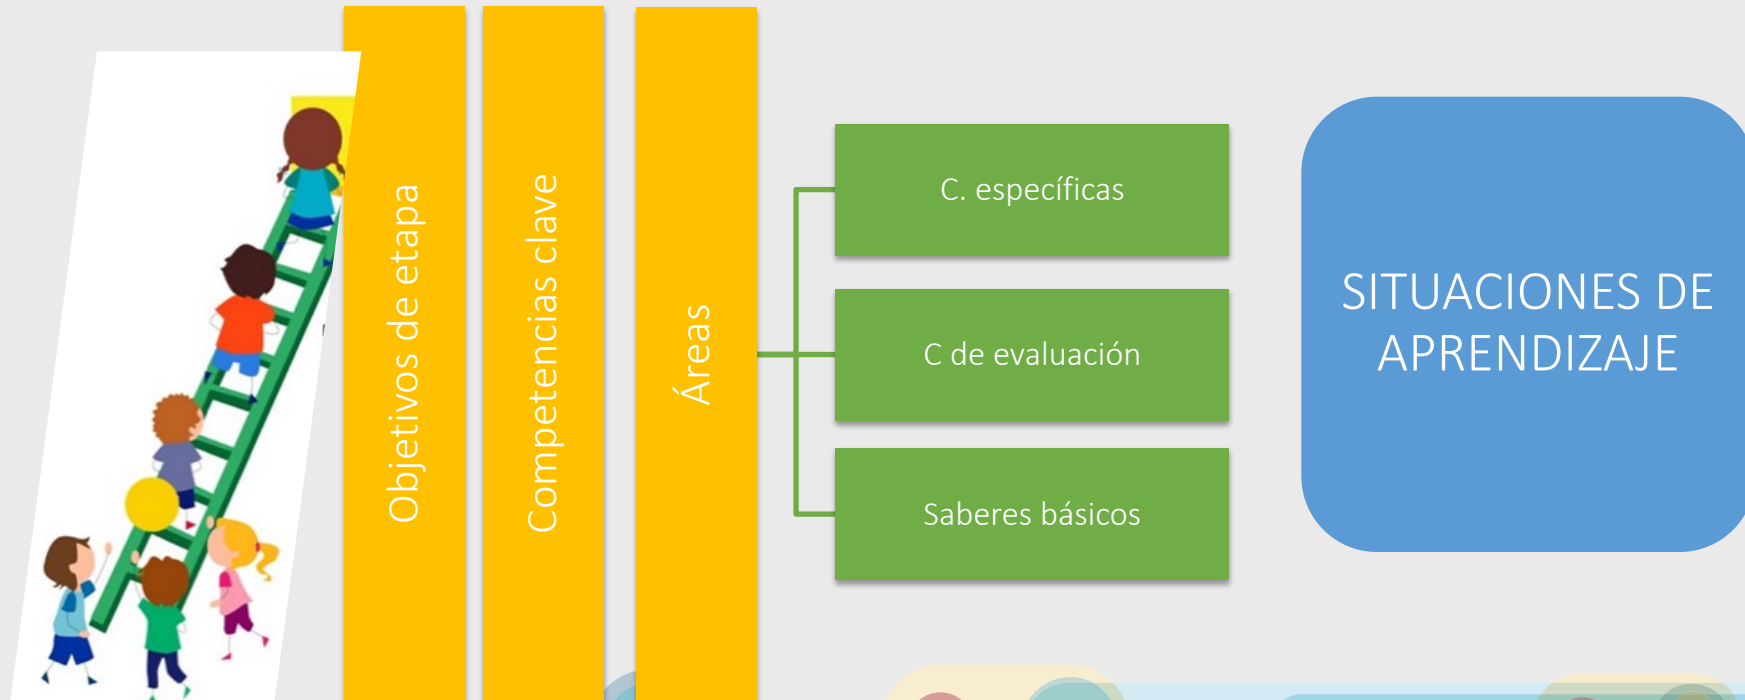 Objetivos de etapa
Competencias clave
Áreas
C. específicas
C de evaluación
Saberes básicos
SITUACIONES DE
APRENDIZAJE